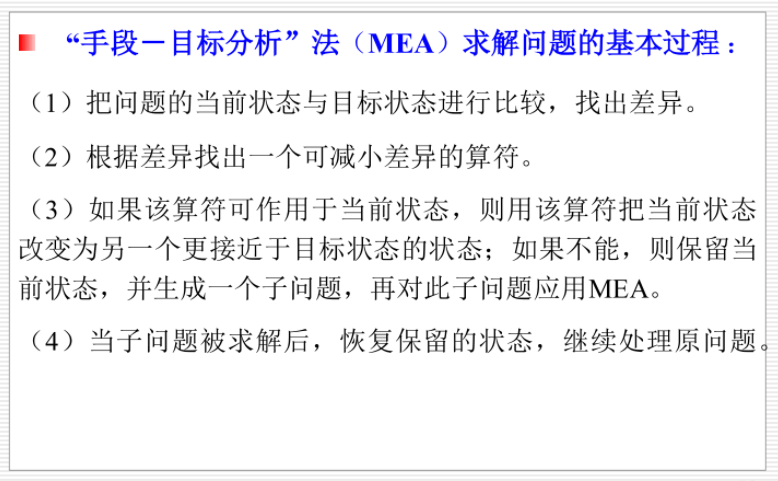 “手段－目标分析”法（MEA）求解问题的基本过程：
（1）把问题的当前状态与目标状态进行比较，找出差异。
（2）根据差异找出一个可减小差异的算符。
（3）如果该算符可作用于当前状态，则用该算符把当前状态
改变为另一个更接近于目标状态的状态；如果不能，则保留当
前状态，并生成一个子问题，再对此子问题应用MEA。
（4）当子问题被求解后，恢复保留的状态，继续处理原问题。